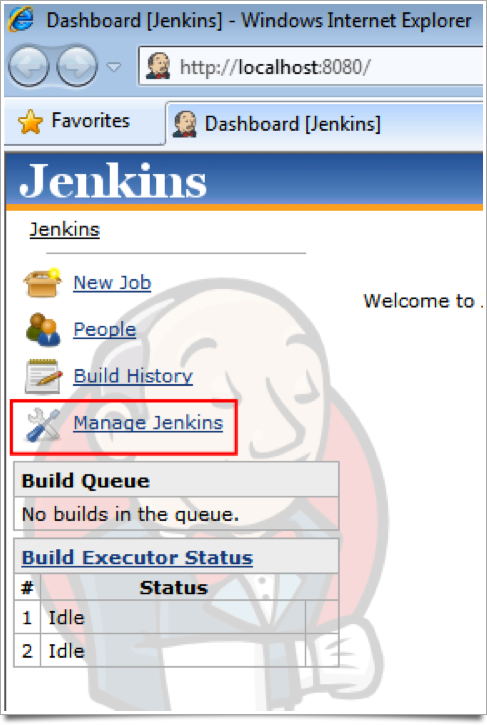 Dashboard [Jenkins] - Windows Internet Explorer
http://localhost:8080/
Favorites
Dashboard [Jenkins]
Jenkins
Jenkins
New Job
Welcome to
People
Build History
Manage Jenkins
Build Queue
No builds in the queue.
Build Executor Status
# Status
1 Idle
2 Idle